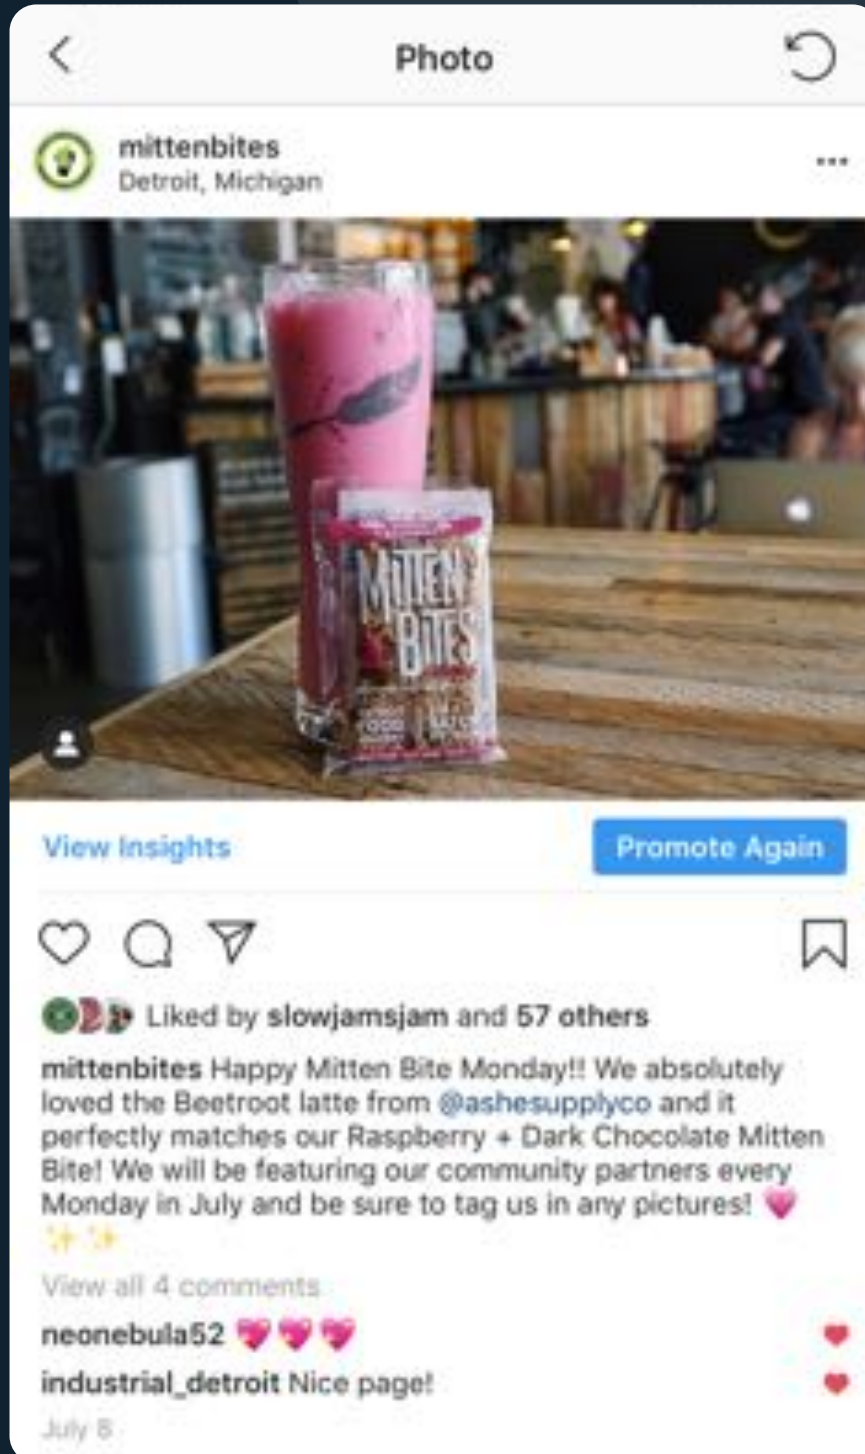 Photo
mittenbites
Detroit, Michigan
MITTEN
BITES
FOOD
View Insights
Promote Again
Liked by slowjamsjam and 57 others
mittenbites Happy Mitten Bite Monday!! We absolutely
loved the Beetroot latte from @ashesupplyco and it
perfectly matches our Raspberry + Dark Chocolate Mitten
Bite! We will be featuring our community partners every
Monday in July and be sure to tag us in any pictures! 💗
✨✨
View all 4 comments
neonebula52 💖💖💖
industrial_detroit Nice page!
July 8